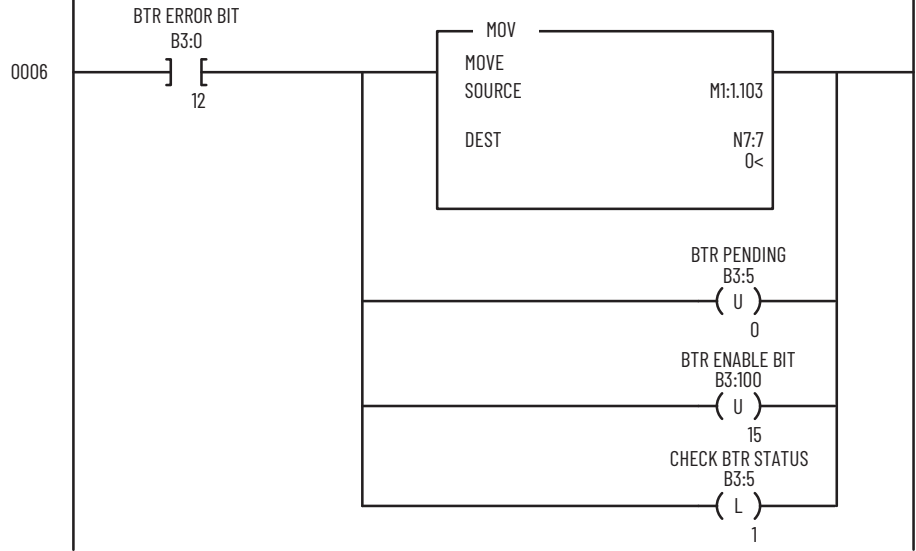 BTR ERROR BIT
B3:0
0006
12
MOV
MOVE
SOURCE M1:1.103
DEST N7:7
0<
BTR PENDING
B3:5
U
0
BTR ENABLE BIT
B3:100
U
15
CHECK BTR STATUS
B3:5
L
1